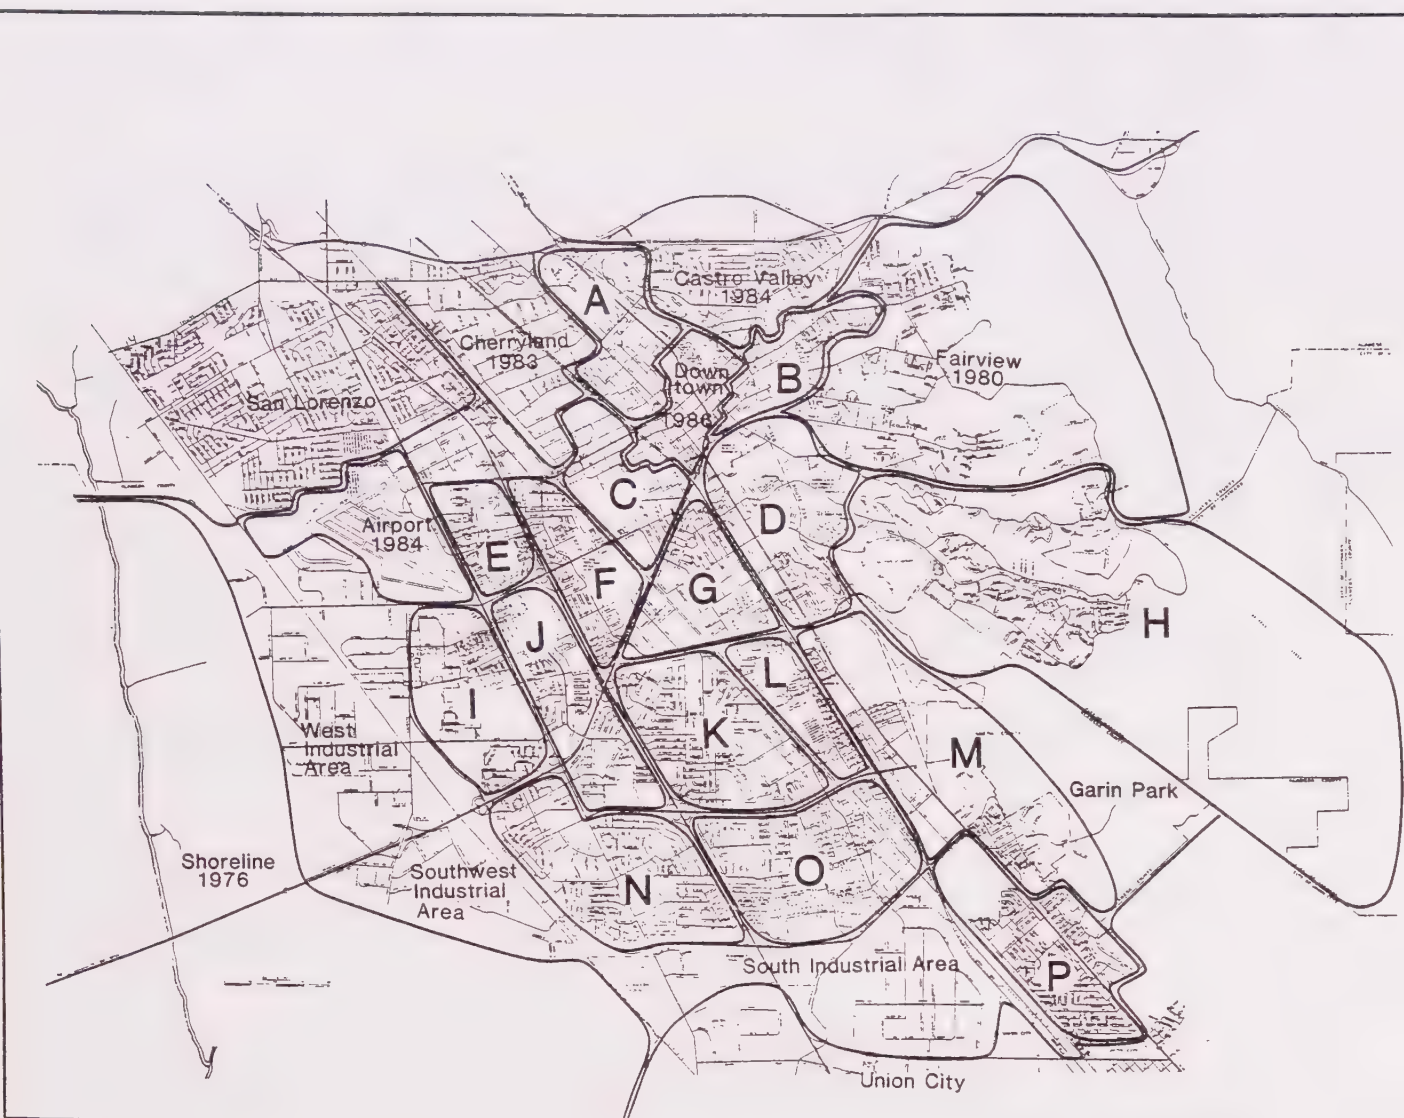 A
Castro Valley
1984
Cherryland
1983
Down
town
1986
B
Fairview
1980
San Lorenzo
C
D
Airport
1984
E
F
G
H
J
I
L
K
West
Industrial
Area
M
Garin Park
Shoreline
1976
Southwest
Industrial
Area
N
O
South Industrial Area
P
Union City